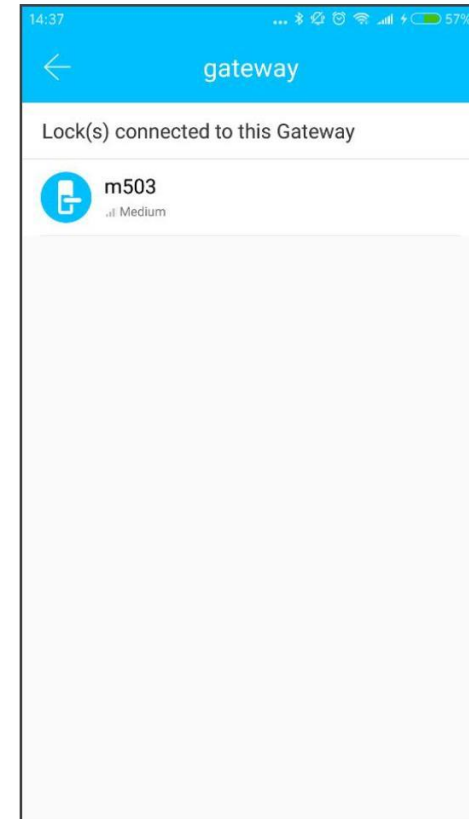 14:37 ... 57%
gateway
Lock(s) connected to this Gateway
m503
Medium